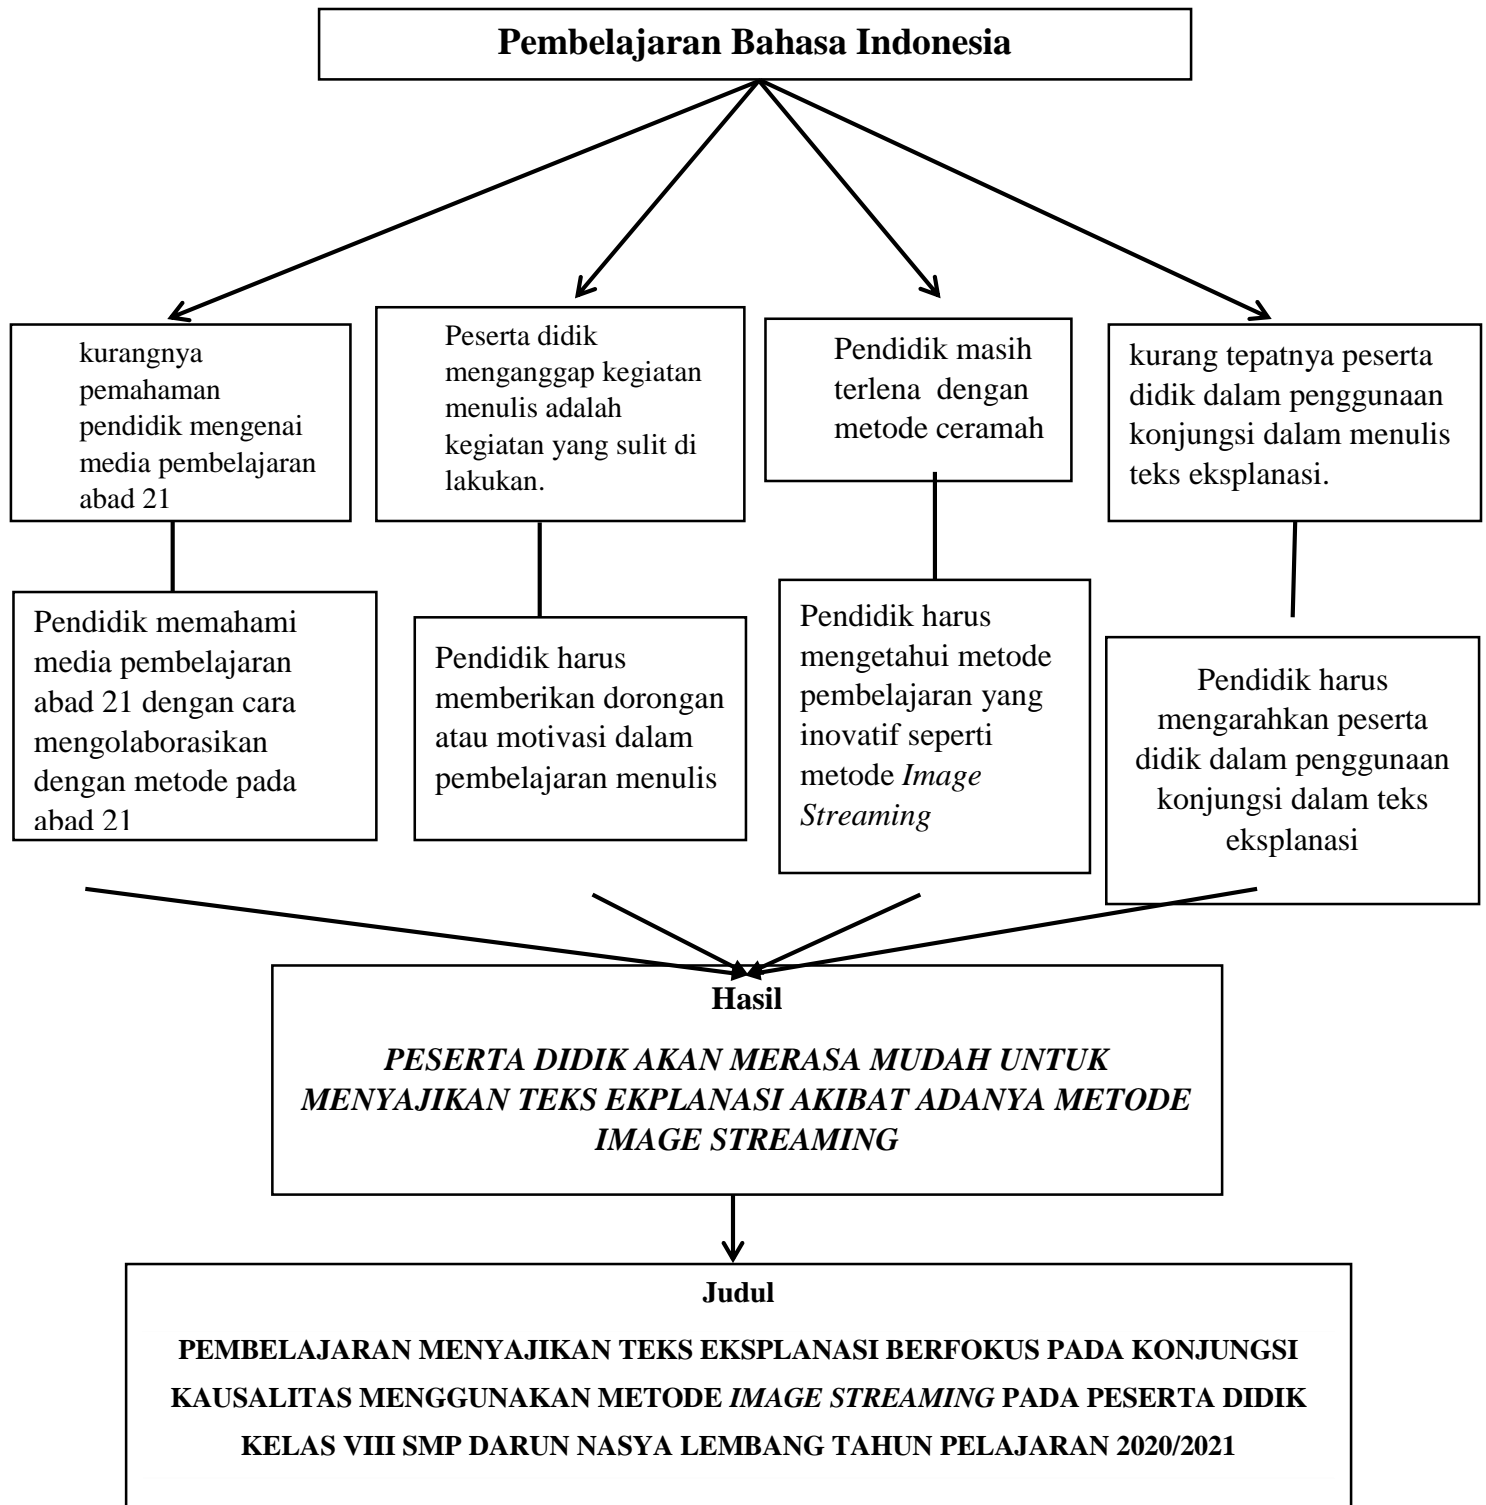 Pembelajaran Bahasa Indonesia
kurangnya
pemahaman
pendidik mengenai
media pembelajaran
abad 21
Peserta didik
menganggap kegiatan
menulis adalah
kegiatan yang sulit di
lakukan.
Pendidik masih
terlena dengan
metode ceramah
kurang tepatnya peserta
didik dalam penggunaan
konjungsi dalam menulis
teks eksplanasi.
Pendidik memahami
media pembelajaran
abad 21 dengan cara
mengolaborasikan
dengan metode pada
abad 21
Pendidik harus
memberikan dorongan
atau motivasi dalam
pembelajaran menulis
Pendidik harus
mengetahui metode
pembelajaran yang
inovatif seperti
metode Image
Streaming
Pendidik harus
mengarahkan peserta
didik dalam penggunaan
konjungsi dalam teks
eksplanasi
Hasil
PESERTA DIDIK AKAN MERASA MUDAH UNTUK
MENYAJIKAN TEKS EKPLANASI AKIBAT ADANYA METODE
IMAGE STREAMING
Judul
PEMBELAJARAN MENYAJIKAN TEKS EKSPLANASI BERFOKUS PADA KONJUNGSI
KAUSALITAS MENGGUNAKAN METODE IMAGE STREAMING PADA PESERTA DIDIK
KELAS VIII SMP DARUN NASYA LEMBANG TAHUN PELAJARAN 2020/2021